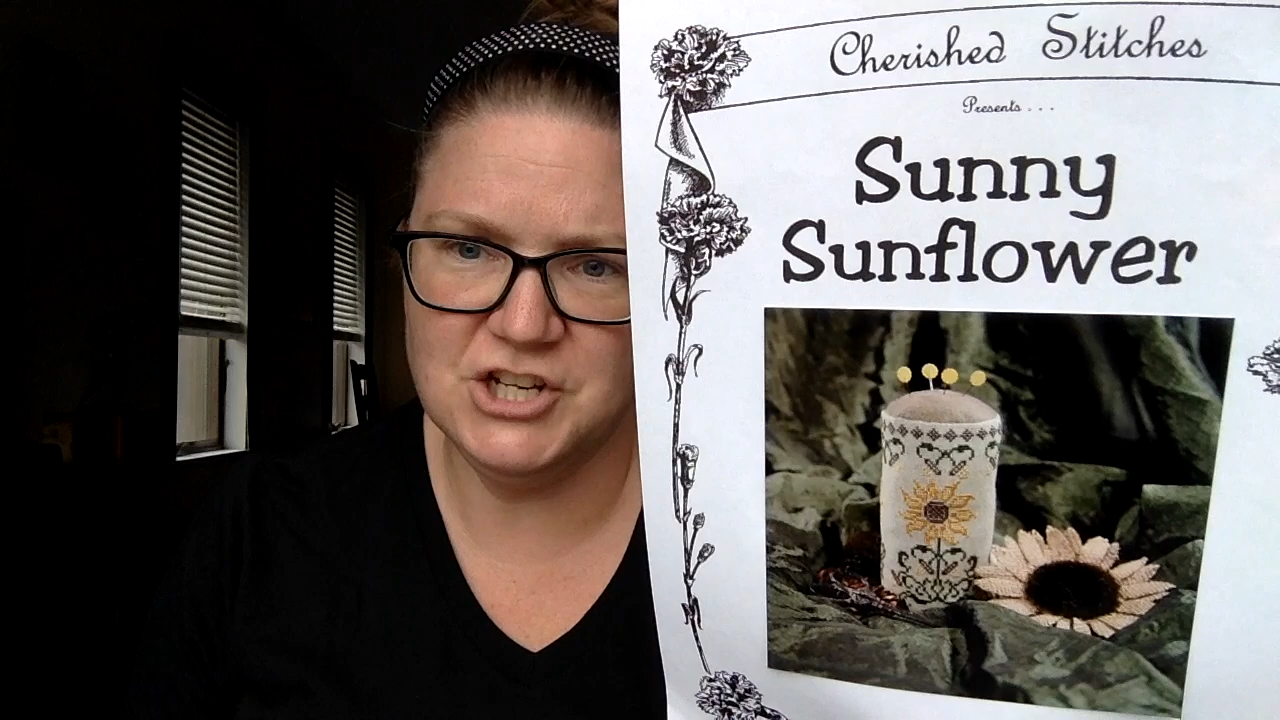 Cherished Stitches
Presents . . .
Sunny
Sunflower